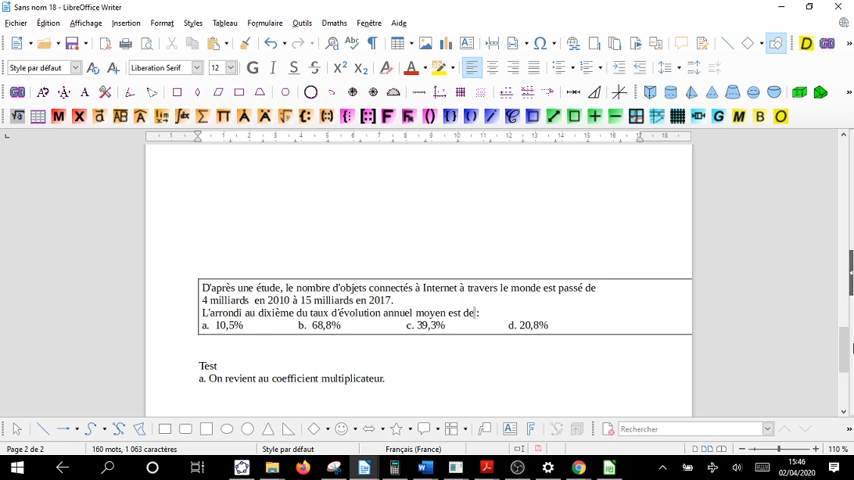 Sans nom 18 - LibreOffice Writer
Fichier Édition Affichage Insertion Format Styles Tableau Formulaire Outils Dmaths Fenêtre Aide
Style par défaut Liberation Serif 12
D'après une étude, le nombre d'objets connectés à Internet à travers le monde est passé de
4 milliards en 2010 à 15 milliards en 2017.
L'arrondi au dixième du taux d'évolution annuel moyen est de :
a. 10,5% b. 68,8% c. 39,3% d. 20,8%
Test
a. On revient au coefficient multiplicateur.
Rechercher
Page 2 de 2 160 mots, 1 063 caractères Style par défaut Français (France) 110 %
15:46
02/04/2020